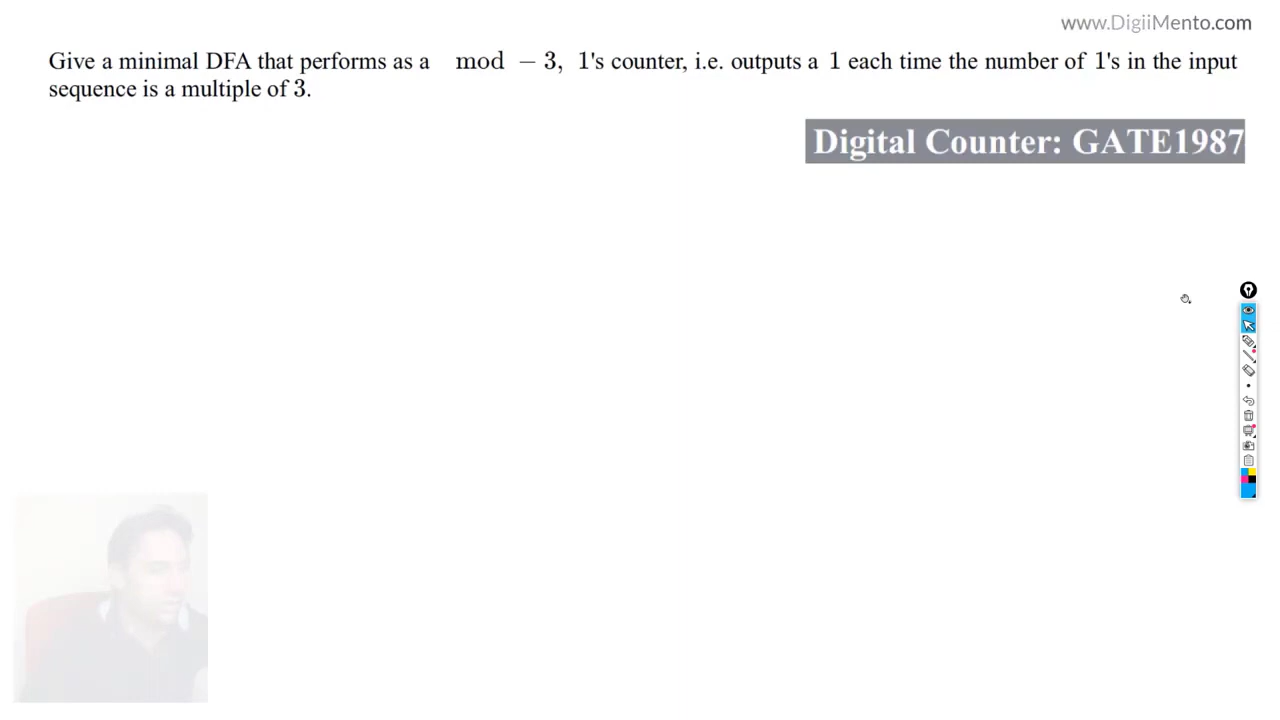 www.DigiiMento.com
Give a minimal DFA that performs as a mod − 3, 1's counter, i.e. outputs a 1 each time the number of 1's in the input
sequence is a multiple of 3.
Digital Counter: GATE1987